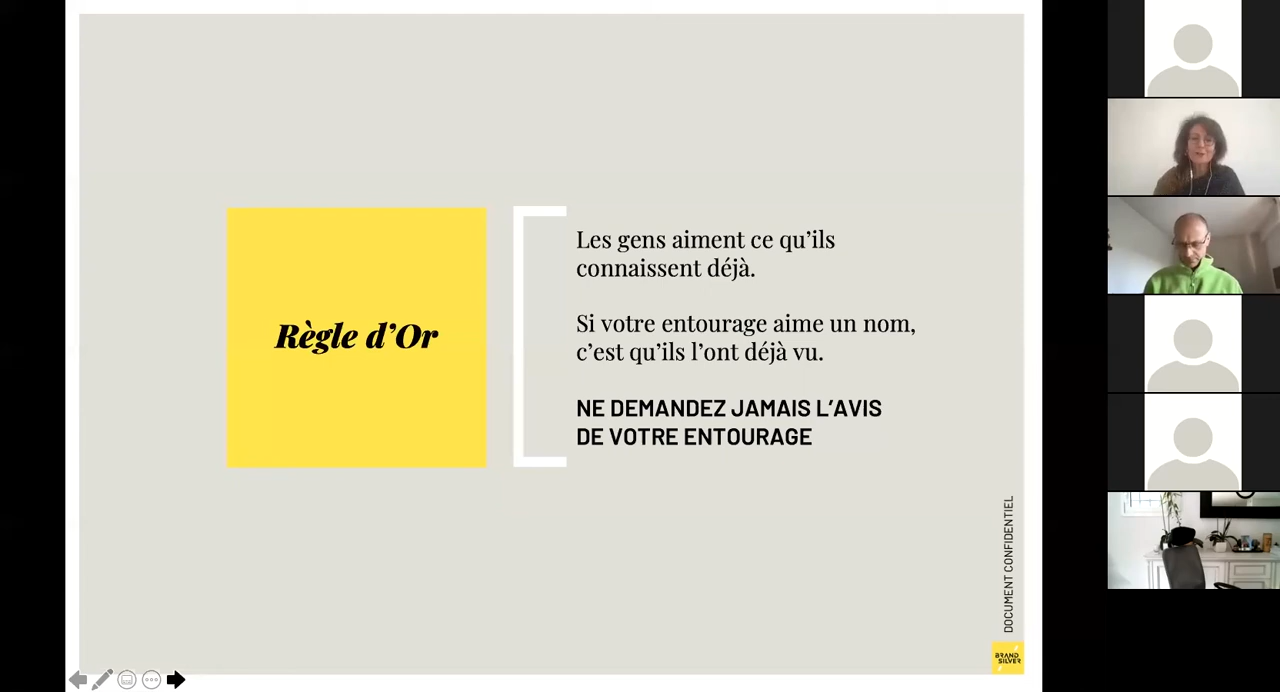 Règle d’Or
Les gens aiment ce qu’ils
connaissent déjà.
Si votre entourage aime un nom,
c’est qu’ils l’ont déjà vu.
NE DEMANDEZ JAMAIS L’AVIS
DE VOTRE ENTOURAGE
DOCUMENT CONFIDENTIEL
BRAND
SILVER